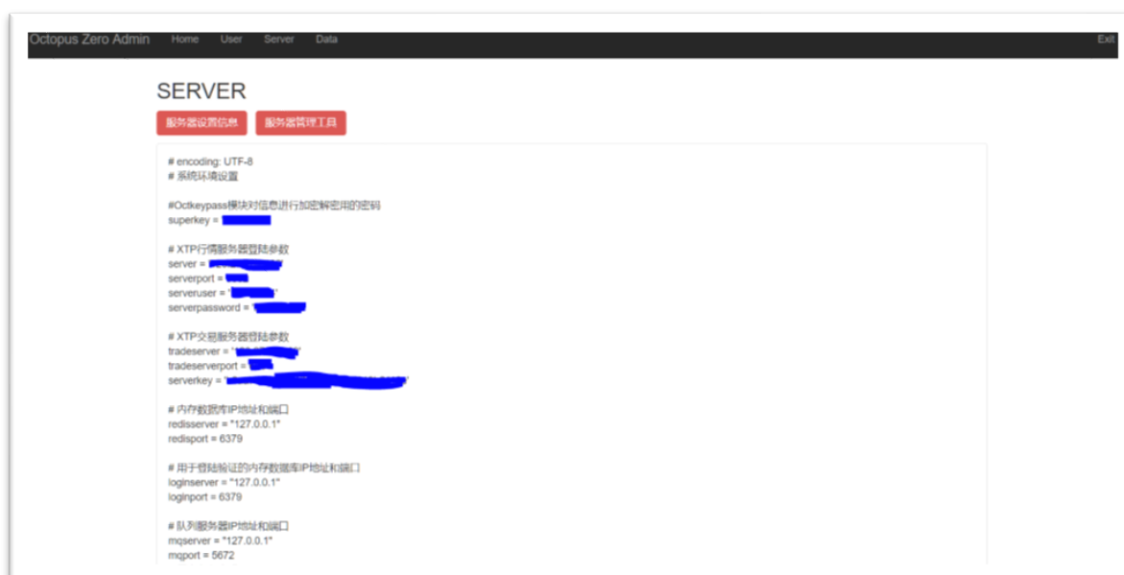 Octopus Zero Admin Home User Server Data Exit
SERVER
服务器设置信息 服务器管理工具
# encoding: UTF-8
# 系统环境设置
#Octkeypass模块对信息进行加密解密用的密码
superkey =
# XTP行情服务器登陆参数
server = "
serverport =
serveruser = " "
serverpassword = "
# XTP交易服务器登陆参数
tradeserver = " "
tradeserverport =
serverkey = " "
# 内存数据库IP地址和端口
redisserver = "127.0.0.1"
redisport = 6379
# 用于登陆验证的内存数据库IP地址和端口
loginserver = "127.0.0.1"
loginport = 6379
# 队列服务器IP地址和端口
mqserver = "127.0.0.1"
mqport = 5672